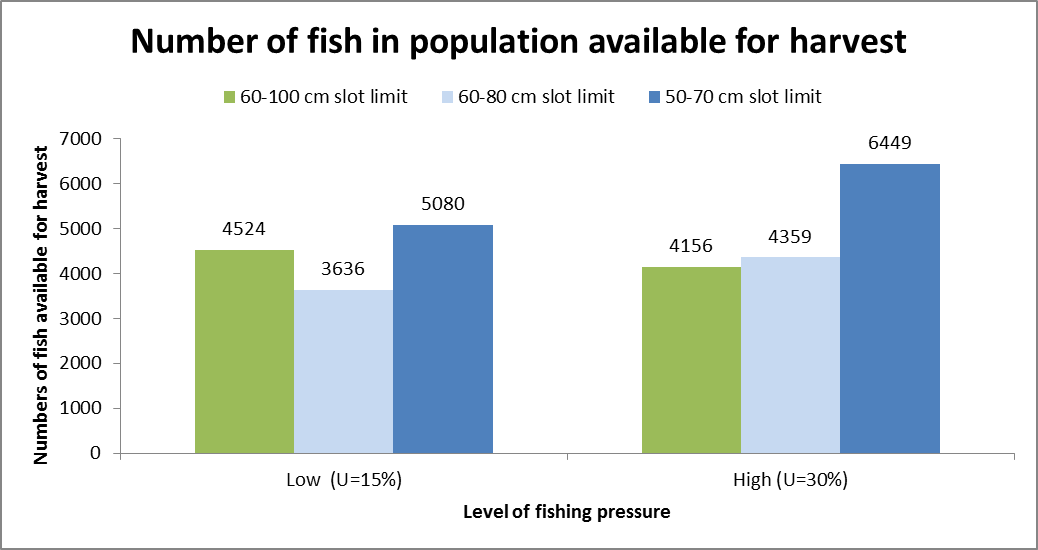 Number of fish in population available for harvest
60-100 cm slot limit 60-80 cm slot limit 50-70 cm slot limit
Numbers of fish available for harvest
7000
6000
5000
4000
3000
2000
1000
0
4524
3636
5080
4156
4359
6449
Low (U=15%)
High (U=30%)
Level of fishing pressure